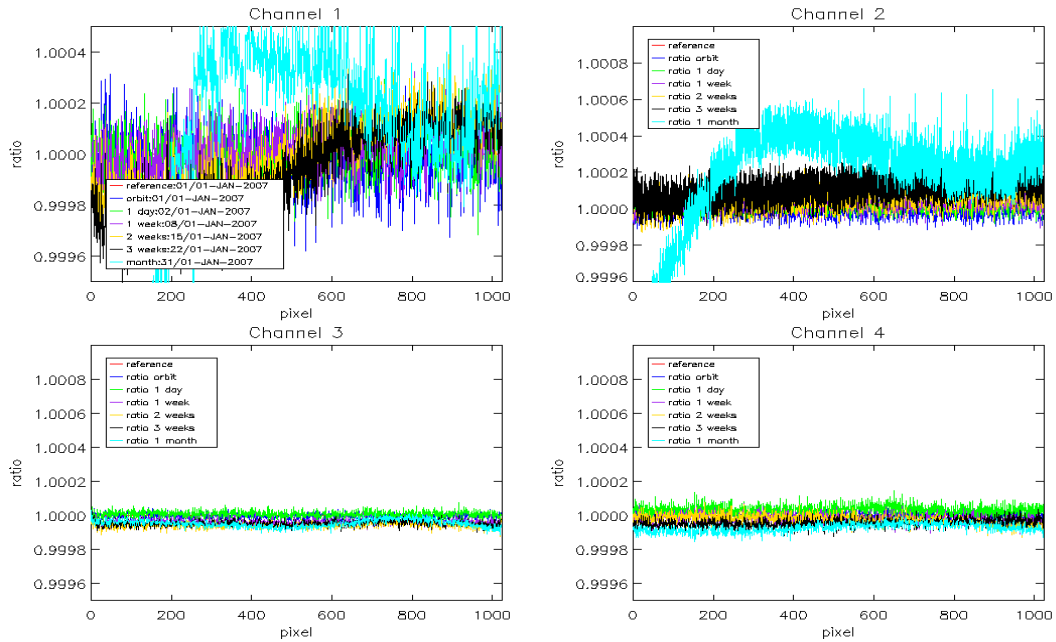 Channel 1
ratio
1.0004
1.0002
1.0000
0.9998
0.9996
reference:01/01-JAN-2007
orbit:01/01-JAN-2007
1 day:02/01-JAN-2007
1 week:08/01-JAN-2007
2 weeks:15/01-JAN-2007
3 weeks:22/01-JAN-2007
month:31/01-JAN-2007
0 200 400 600 800 1000
pixel
Channel 2
ratio
1.0008
1.0006
1.0004
1.0002
1.0000
0.9998
0.9996
reference
ratio orbit
ratio 1 day
ratio 1 week
ratio 2 weeks
ratio 3 weeks
ratio 1 month
0 200 400 600 800 1000
pixel
Channel 3
ratio
1.0008
1.0006
1.0004
1.0002
1.0000
0.9998
0.9996
reference
ratio orbit
ratio 1 day
ratio 1 week
ratio 2 weeks
ratio 3 weeks
ratio 1 month
0 200 400 600 800 1000
pixel
Channel 4
ratio
1.0008
1.0006
1.0004
1.0002
1.0000
0.9998
0.9996
reference
ratio orbit
ratio 1 day
ratio 1 week
ratio 2 weeks
ratio 3 weeks
ratio 1 month
0 200 400 600 800 1000
pixel